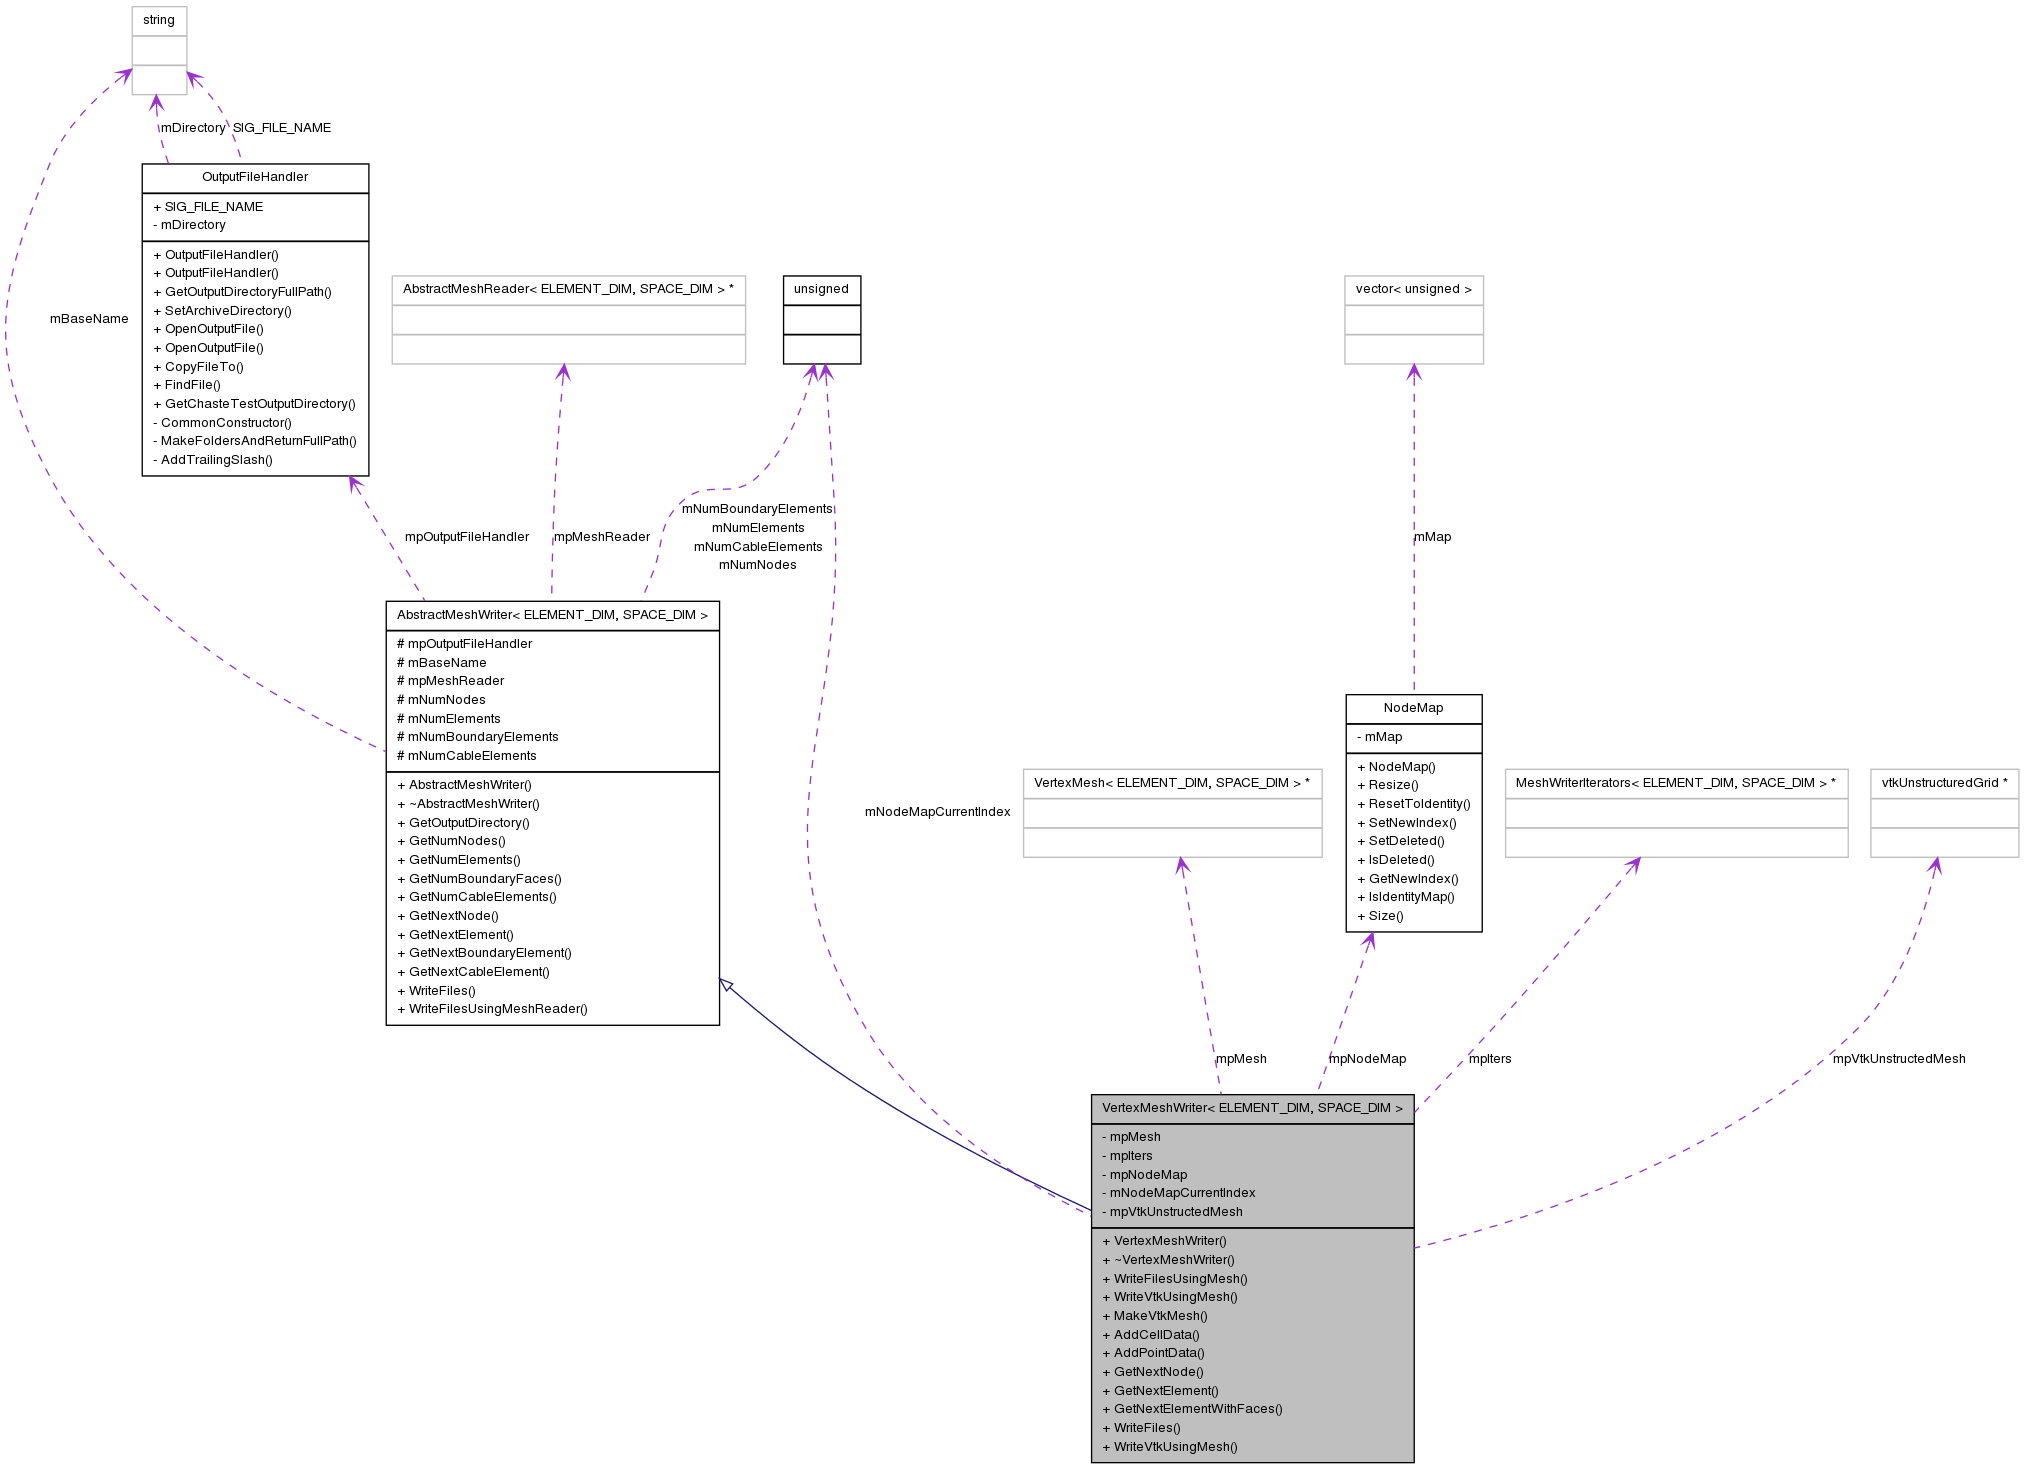 string
mDirectory
SIG_FILE_NAME
OutputFileHandler
+ SIG_FILE_NAME
- mDirectory
+ OutputFileHandler()
+ OutputFileHandler()
+ GetOutputDirectoryFullPath()
+ SetArchiveDirectory()
+ OpenOutputFile()
+ OpenOutputFile()
+ CopyFileTo()
+ FindFile()
+ GetChasteTestOutputDirectory()
- CommonConstructor()
- MakeFoldersAndReturnFullPath()
- AddTrailingSlash()
mBaseName
AbstractMeshReader< ELEMENT_DIM, SPACE_DIM > *
unsigned
vector< unsigned >
mpOutputFileHandler
mpMeshReader
mNumBoundaryElements
mNumElements
mNumCableElements
mNumNodes
mMap
AbstractMeshWriter< ELEMENT_DIM, SPACE_DIM >
# mpOutputFileHandler
# mBaseName
# mpMeshReader
# mNumNodes
# mNumElements
# mNumBoundaryElements
# mNumCableElements
+ AbstractMeshWriter()
+ ~AbstractMeshWriter()
+ GetOutputDirectory()
+ GetNumNodes()
+ GetNumElements()
+ GetNumBoundaryFaces()
+ GetNumCableElements()
+ GetNextNode()
+ GetNextElement()
+ GetNextBoundaryElement()
+ GetNextCableElement()
+ WriteFiles()
+ WriteFilesUsingMeshReader()
mNodeMapCurrentIndex
VertexMesh< ELEMENT_DIM, SPACE_DIM > *
NodeMap
- mMap
+ NodeMap()
+ Resize()
+ ResetToIdentity()
+ SetNewIndex()
+ SetDeleted()
+ IsDeleted()
+ GetNewIndex()
+ IsIdentityMap()
+ Size()
MeshWriterIterators< ELEMENT_DIM, SPACE_DIM > *
vtkUnstructuredGrid *
mpMesh
mpNodeMap
mpIters
mpVtkUnstructedMesh
VertexMeshWriter< ELEMENT_DIM, SPACE_DIM >
- mpMesh
- mpIters
- mpNodeMap
- mNodeMapCurrentIndex
- mpVtkUnstructedMesh
+ VertexMeshWriter()
+ ~VertexMeshWriter()
+ WriteFilesUsingMesh()
+ WriteVtkUsingMesh()
+ MakeVtkMesh()
+ AddCellData()
+ AddPointData()
+ GetNextNode()
+ GetNextElement()
+ GetNextElementWithFaces()
+ WriteFiles()
+ WriteVtkUsingMesh()